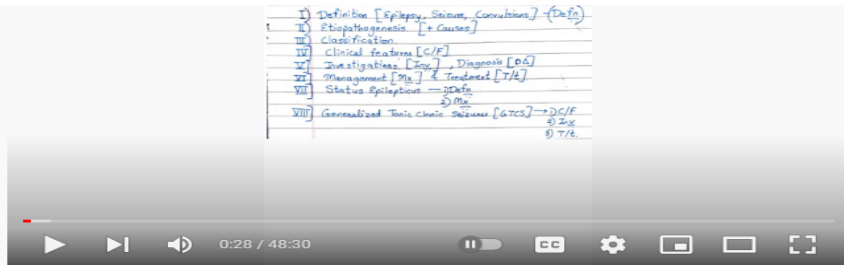 I] Definition [Epilepsy, Seizure, Convulsions] - (Defn)
II] Etiopathogenesis [+ Causes]
III] Classification.
IV] Clinical features [C/F]
V] Investigations [Inv], Diagnosis [DΔ]
VI] Management [Mx] & Treatment [T/t]
VII] Status Epilepticus — 1) Defn
2) Mx
VIII] Generalized Tonic Clonic Seizures [GTCS] → 1) C/F
2) Inv
3) T/t.
0:28 / 48:30
CC